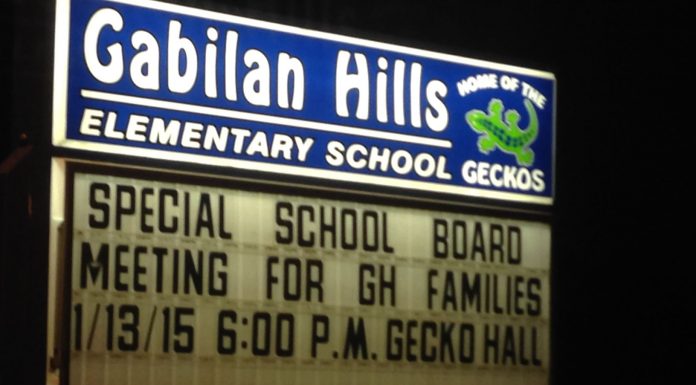 Gabilan Hills
ELEMENTARY SCHOOL
HOME OF THE
GECKOS
SPECIAL SCHOOL BOARD
MEETING FOR GH FAMILIES
1/13/15 6:00 P.M. GECKO HALL